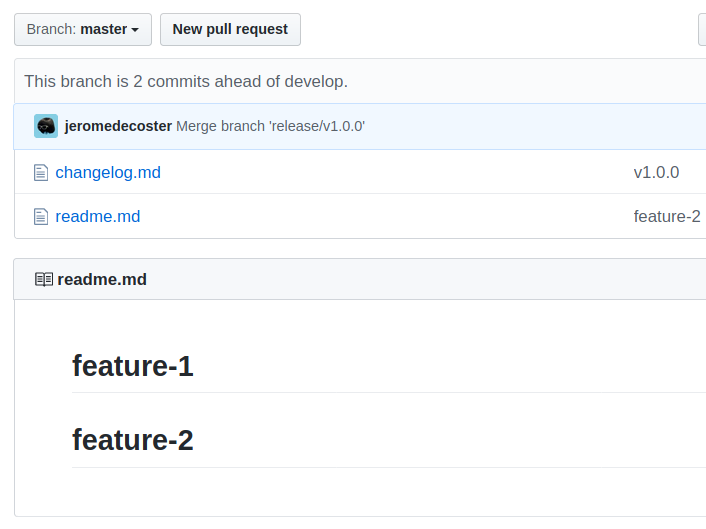 Branch: master New pull request
This branch is 2 commits ahead of develop.
jeromedecoster Merge branch 'release/v1.0.0'
changelog.md v1.0.0
readme.md feature-2
readme.md
feature-1
feature-2